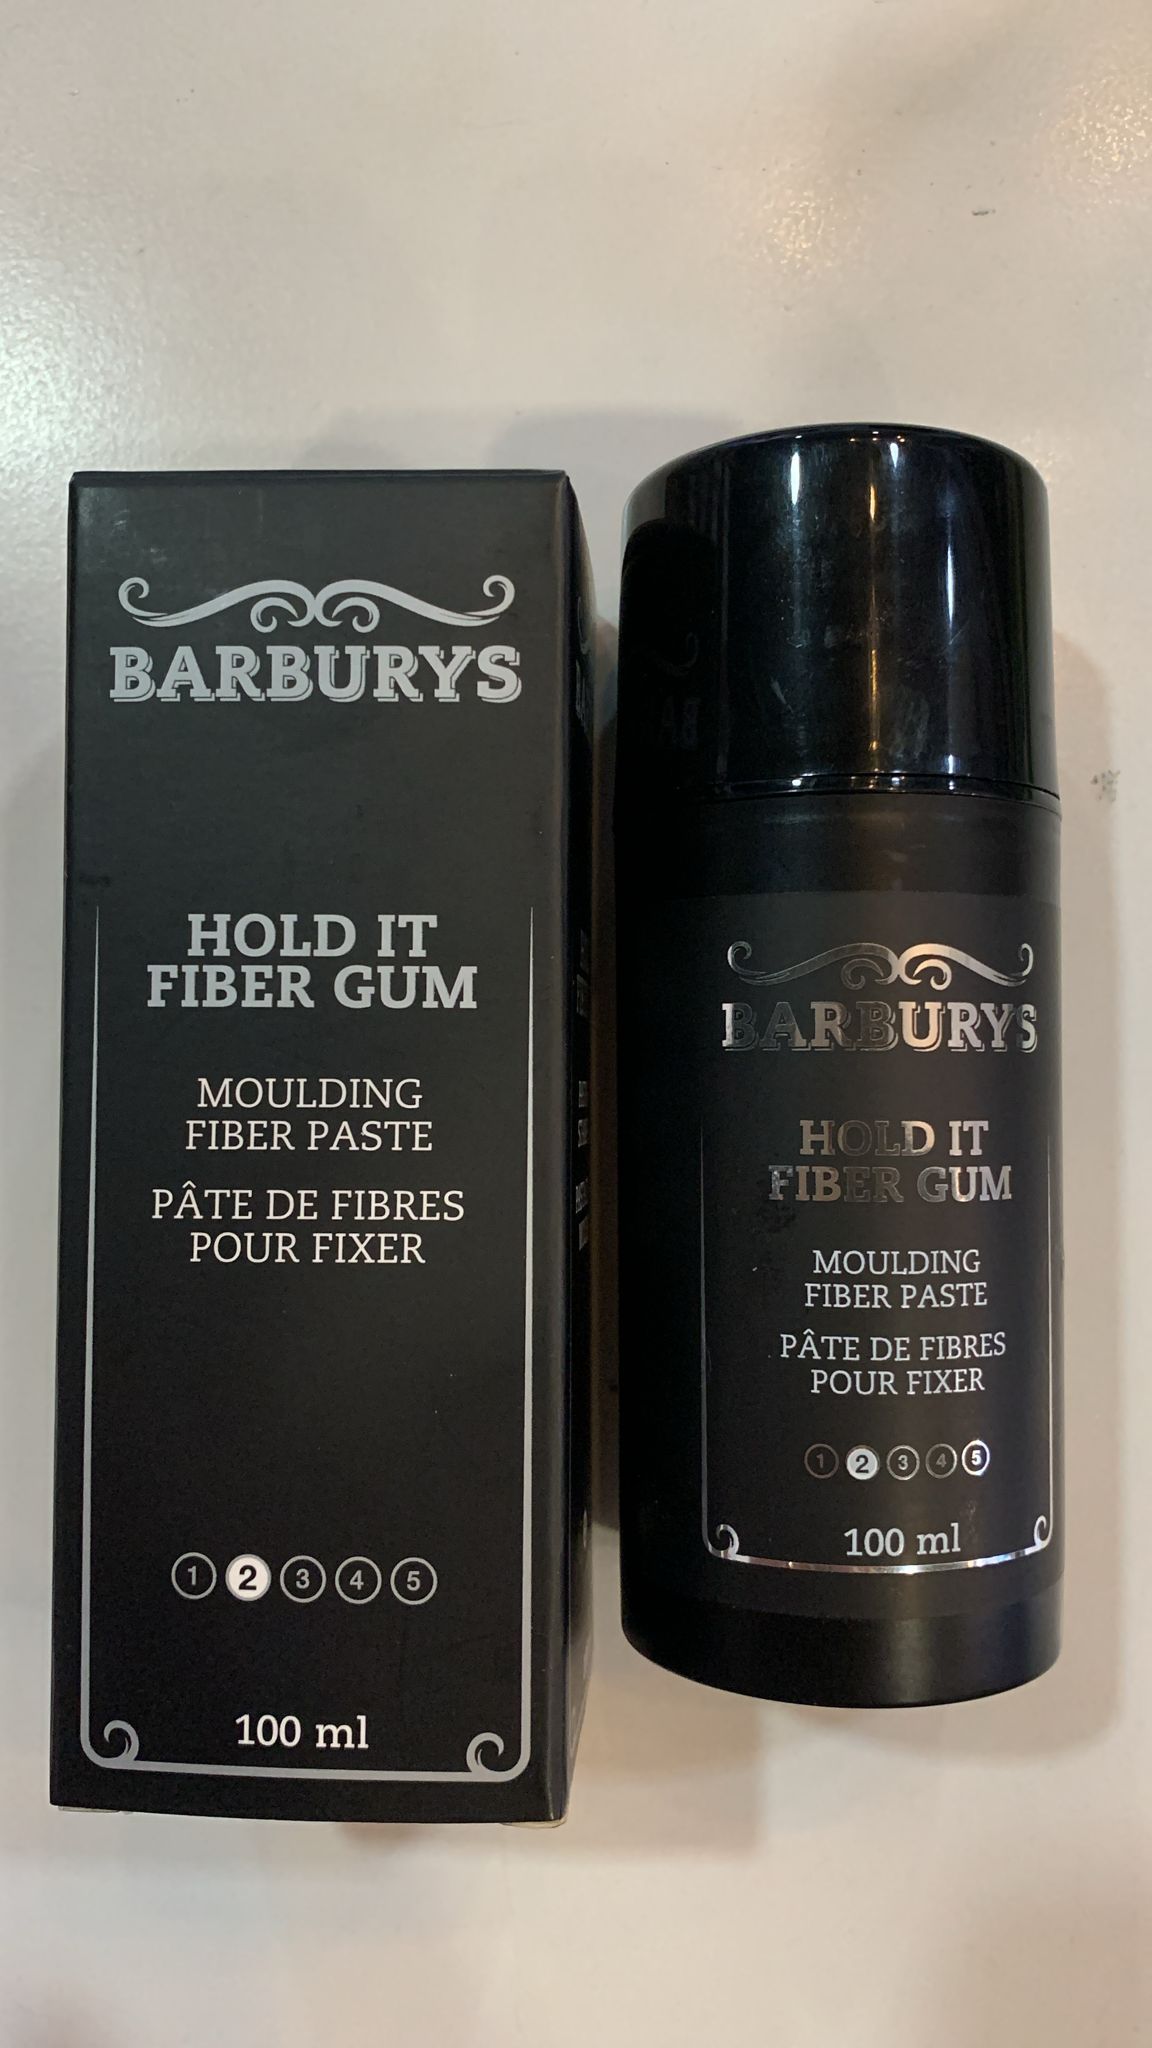 BARBURYS
HOLD IT
FIBER GUM
MOULDING
FIBER PASTE
PÂTE DE FIBRES
POUR FIXER
1 2 3 4 5
100 ml
BARBURYS
HOLD IT
FIBER GUM
MOULDING
FIBER PASTE
PÂTE DE FIBRES
POUR FIXER
1 2 3 4 5
100 ml